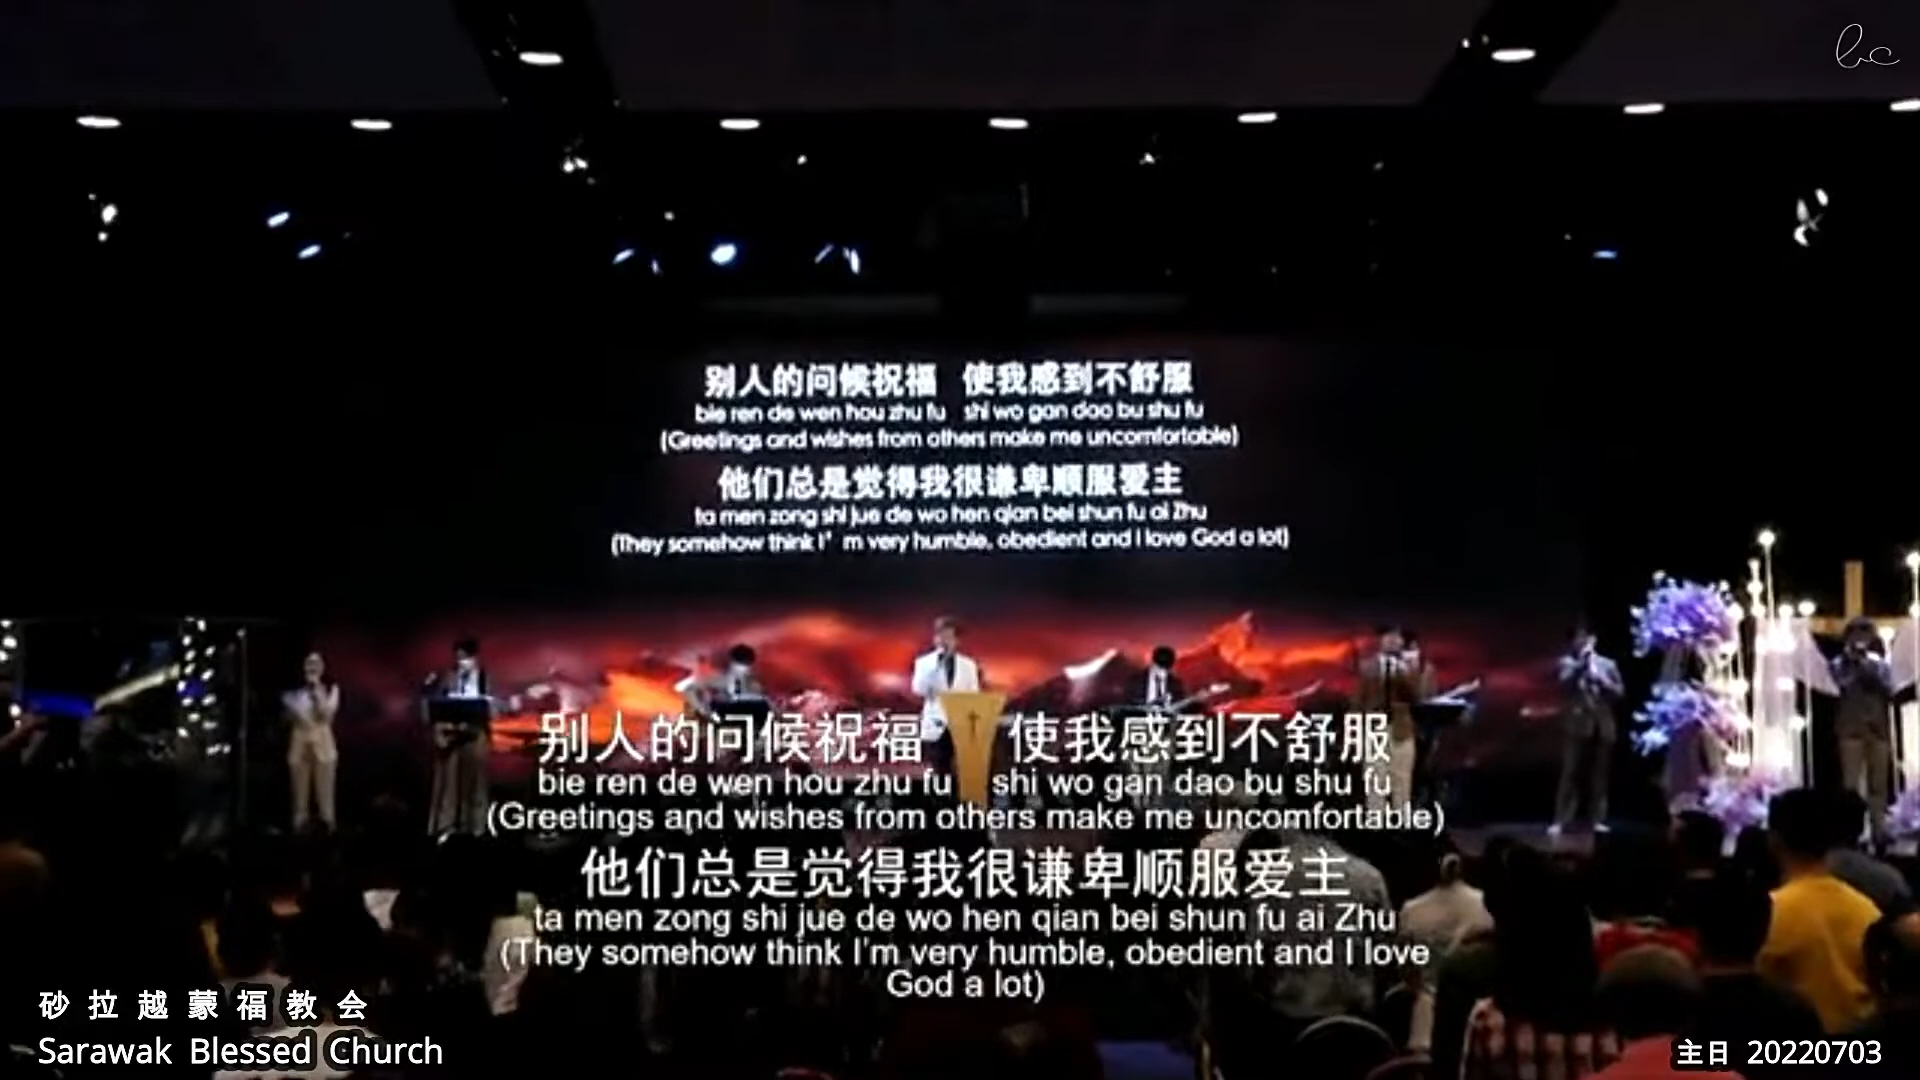 bc
别人的问候祝福 使我感到不舒服
bie ren de wen hou zhu fu shi wo gan dao bu shu fu
(Greetings and wishes from others make me uncomfortable)
他们总是觉得我很谦卑顺服爱主
ta men zong shi jue de wo hen qian bei shun fu ai Zhu
(They somehow think I'm very humble, obedient and I love God a lot)
别人的问候祝福 使我感到不舒服
bie ren de wen hou zhu fu shi wo gan dao bu shu fu
(Greetings and wishes from others make me uncomfortable)
他们总是觉得我很谦卑顺服爱主
ta men zong shi jue de wo hen qian bei shun fu ai Zhu
(They somehow think I'm very humble, obedient and I love
God a lot)
砂拉越蒙福教会
Sarawak Blessed Church
主日 20220703